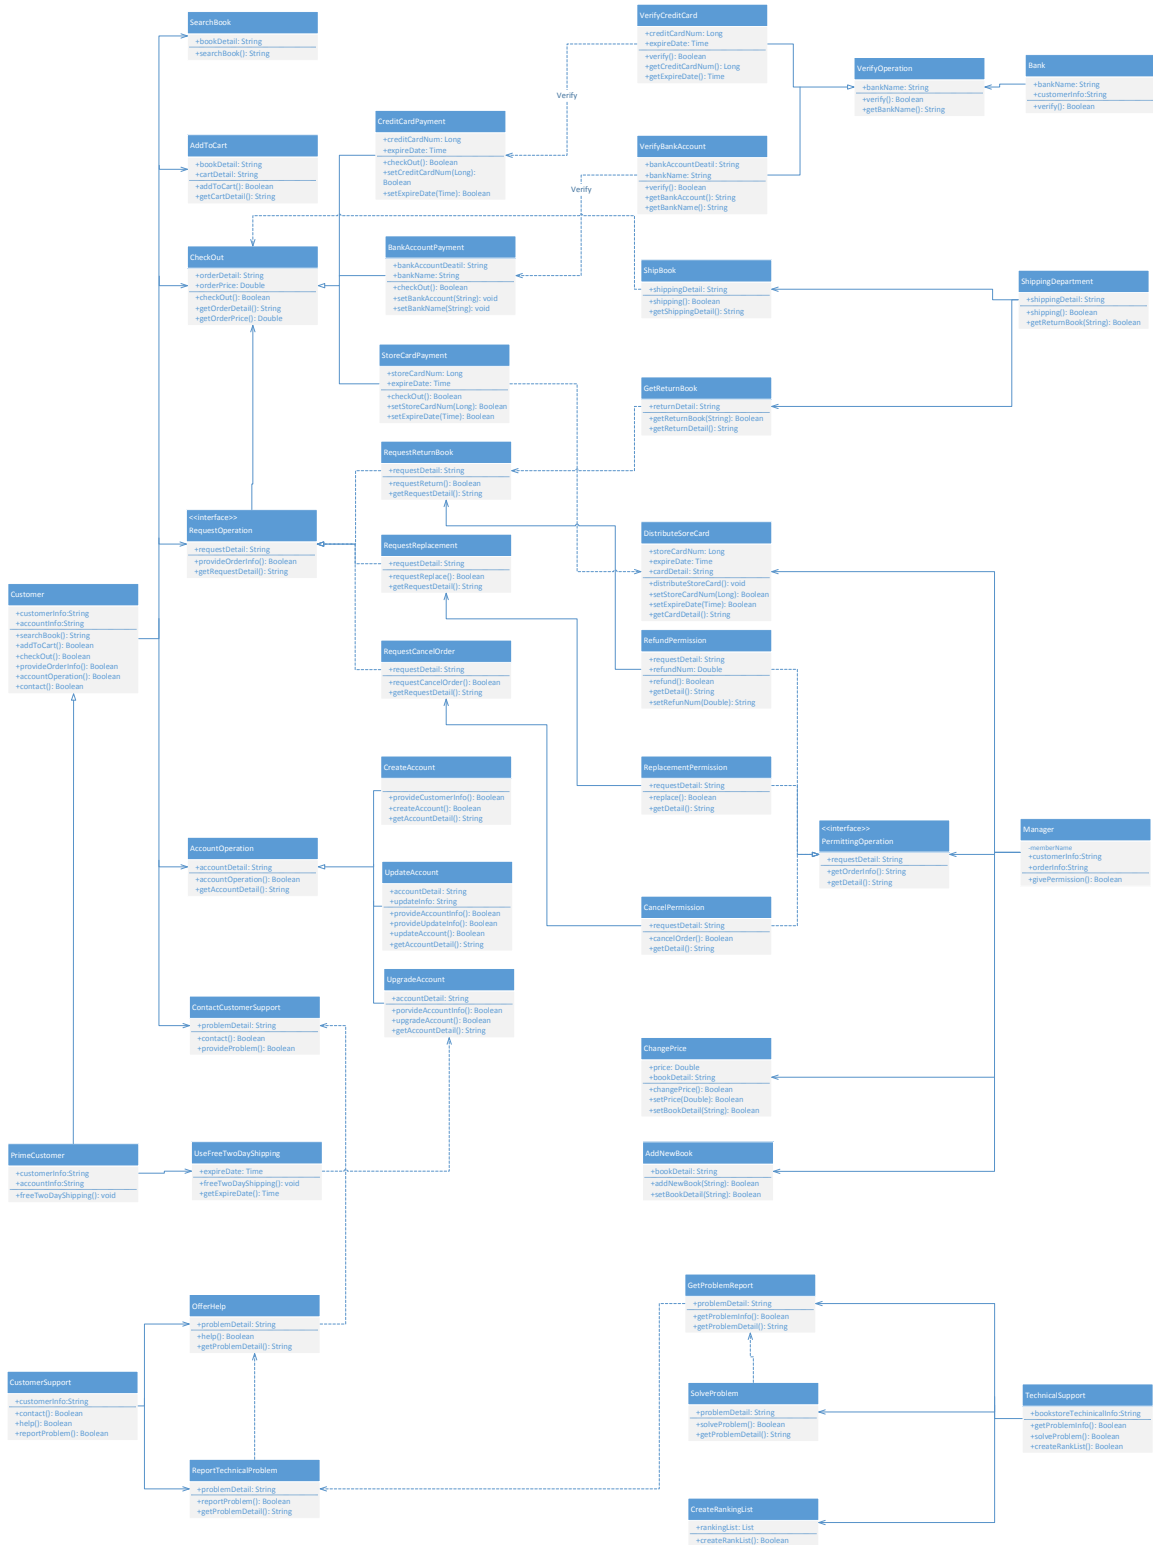 SearchBook
+bookDetail: String
+searchBook(): String
AddToCart
+bookDetail: String
+cartDetail: String
+addToCart(): Boolean
+getCartDetail(): String
CheckOut
+orderDetail: String
+orderPrice: Double
+checkOut(): Boolean
+getOrderDetail(): String
+getOrderPrice(): Double
<<interface>>
RequestOperation
+requestDetail: String
+provideOrderInfo(): Boolean
+getRequestDetail(): String
Customer
+customerInfo:String
+accountInfo:String
+searchBook(): String
+addToCart(): Boolean
+checkOut(): Boolean
+provideOrderInfo(): Boolean
+accountOperation(): Boolean
+contact(): Boolean
AccountOperation
+accountDetail: String
+accountOperation(): Boolean
+getAccountDetail(): String
ContactCustomerSupport
+problemDetail: String
+contact(): Boolean
+provideProblem(): Boolean
PrimeCustomer
+customerInfo:String
+accountInfo:String
+freeTwoDayShipping(): void
UseFreeTwoDayShipping
+expireDate: Time
+freeTwoDayShipping(): void
+getExpireDate(): Time
OfferHelp
+problemDetail: String
+help(): Boolean
+getProblemDetail(): String
CustomerSupport
+customerInfo:String
+contact(): Boolean
+help(): Boolean
+reportProblem(): Boolean
ReportTechnicalProblem
+problemDetail: String
+reportProblem(): Boolean
+getProblemDetail(): String
CreditCardPayment
+creditCardNum: Long
+expireDate: Time
+checkOut(): Boolean
+setCreditCardNum(Long):
Boolean
+setExpireDate(Time): Boolean
BankAccountPayment
+bankAccountDeatil: String
+bankName: String
+checkOut(): Boolean
+setBankAccount(String): void
+setBankName(String): void
StoreCardPayment
+storeCardNum: Long
+expireDate: Time
+checkOut(): Boolean
+setStoreCardNum(Long): Boolean
+setExpireDate(Time): Boolean
RequestReturnBook
+requestDetail: String
+requestReturn(): Boolean
+getRequestDetail(): String
RequestReplacement
+requestDetail: String
+requestReplace(): Boolean
+getRequestDetail(): String
RequestCancelOrder
+requestDetail: String
+requestCancelOrder(): Boolean
+getRequestDetail(): String
CreateAccount
+provideCustomerInfo(): Boolean
+createAccount(): Boolean
+getAccountDetail(): String
UpdateAccount
+accountDetail: String
+updateInfo: String
+provideAccountInfo(): Boolean
+provideUpdateInfo(): Boolean
+updateAccount(): Boolean
+getAccountDetail(): String
UpgradeAccount
+accountDetail: String
+porvideAccountInfo(): Boolean
+upgradeAccount(): Boolean
+getAccountDetail(): String
Verify
Verify
VerifyCreditCard
+creditCardNum: Long
+expireDate: Time
+verify(): Boolean
+getCreditCardNum(): Long
+getExpireDate(): Time
VerifyBankAccount
+bankAccountDeatil: String
+bankName: String
+verify(): Boolean
+getBankAccount(): String
+getBankName(): String
ShipBook
+shippingDetail: String
+shipping(): Boolean
+getShippingDetail(): String
GetReturnBook
+returnDetail: String
+getReturnBook(String): Boolean
+getReturnDetail(): String
DistributeSoreCard
+storeCardNum: Long
+expireDate: Time
+cardDetail: String
+distributeStoreCard(): void
+setStoreCardNum(Long): Boolean
+setExpireDate(Time): Boolean
+getCardDetail(): String
RefundPermission
+requestDetail: String
+refundNum: Double
+refund(): Boolean
+getDetail(): String
+setRefunNum(Double): String
ReplacementPermission
+requestDetail: String
+replace(): Boolean
+getDetail(): String
CancelPermission
+requestDetail: String
+cancelOrder(): Boolean
+getDetail(): String
ChangePrice
+price: Double
+bookDetail: String
+changePrice(): Boolean
+setPrice(Double): Boolean
+setBookDetail(String): Boolean
AddNewBook
+bookDetail: String
+addNewBook(String): Boolean
+setBookDetail(String): Boolean
GetProblemReport
+problemDetail: String
+getProblemInfo(): Boolean
+getProblemDetail(): String
SolveProblem
+problemDetail: String
+solveProblem(): Boolean
+getProblemDetail(): String
CreateRankingList
+rankingList: List
+createRankList(): Boolean
VerifyOperation
+bankName: String
+verify(): Boolean
+getBankName(): String
Bank
+bankName: String
+customerInfo:String
+verify(): Boolean
ShippingDepartment
+shippingDetail: String
+shipping(): Boolean
+getReturnBook(String): Boolean
<<interface>>
PermittingOperation
+requestDetail: String
+getOrderInfo(): String
+getDetail(): String
Manager
-memberName
+customerInfo:String
+orderInfo:String
+givePermission(): Boolean
TechnicalSupport
+bookstoreTechinicalInfo:String
+getProblemInfo(): Boolean
+solveProblem(): Boolean
+createRankList(): Boolean